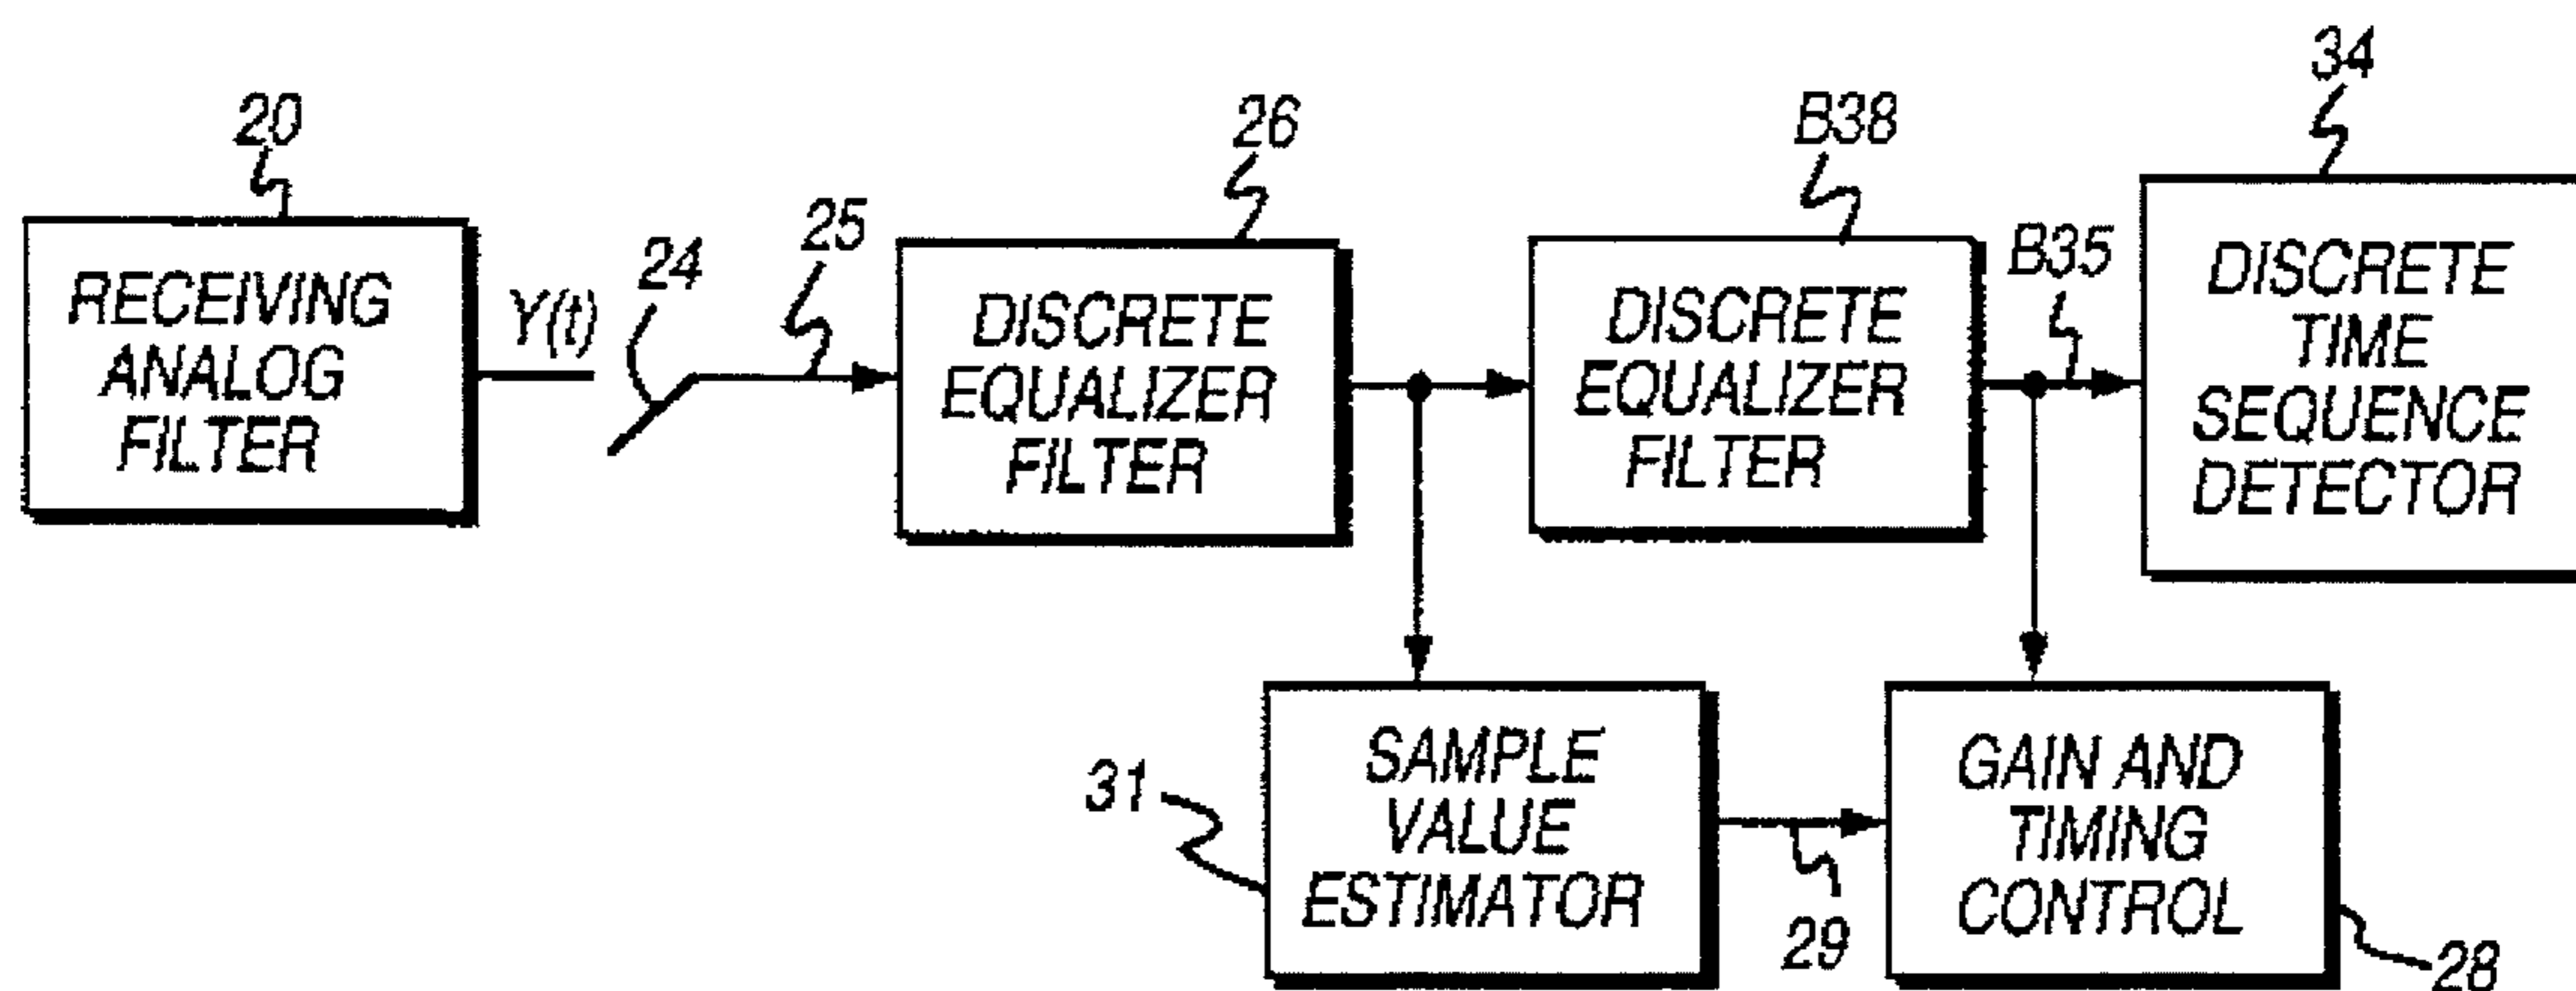 20
RECEIVING
ANALOG
FILTER
Y(t)
24
25
26
DISCRETE
EQUALIZER
FILTER
B38
DISCRETE
EQUALIZER
FILTER
B35
34
DISCRETE
TIME
SEQUENCE
DETECTOR
31
SAMPLE
VALUE
ESTIMATOR
29
GAIN AND
TIMING
CONTROL
28